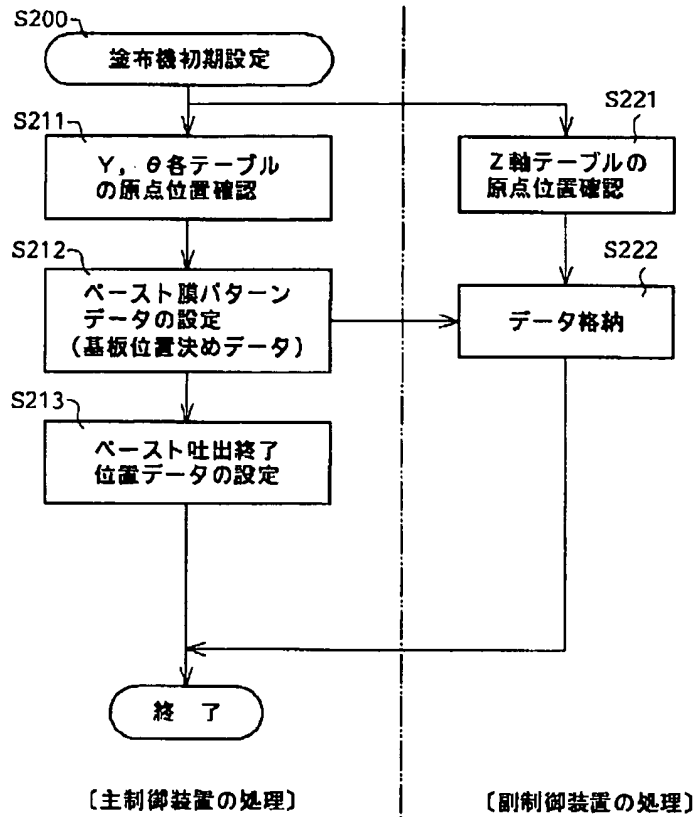 S200
塗布機初期設定
S211
Y，θ各テーブル
の原点位置確認
S221
Z軸テーブルの
原点位置確認
S212
ペースト膜パターン
データの設定
（基板位置決めデータ）
S222
データ格納
S213
ペースト吐出終了
位置データの設定
終 了
〔主制御装置の処理〕
〔副制御装置の処理〕